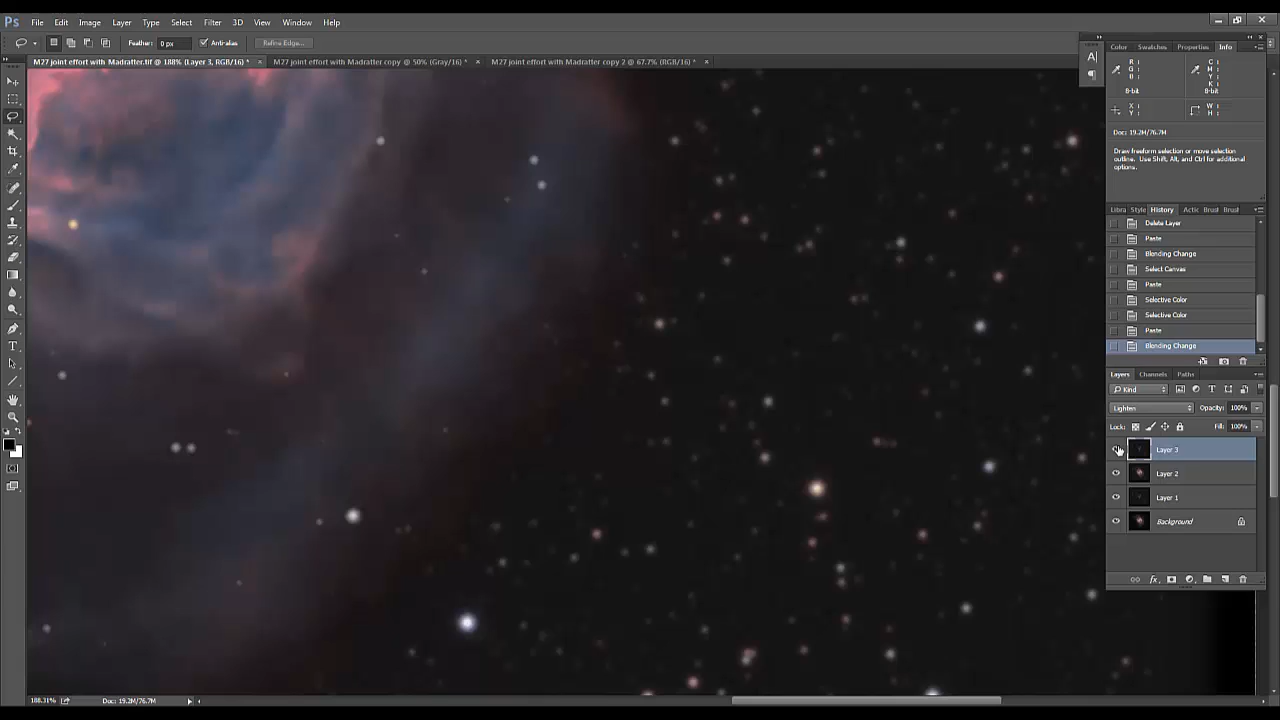 Ps File Edit Image Layer Type Select Filter 3D View Window Help
Feather: 0 px Anti-alias Refine Edge...
M27 joint effort with Madratter.tif @ 188% (Layer 3, RGB/16) * × M27 joint effort with Madratter copy @ 50% (Gray/16) * × M27 joint effort with Madratter copy 2 @ 67.7% (RGB/16) * ×
Color Swatches Properties Info
R: C:
G: M:
B: Y:
K:
8-bit 8-bit
X: W:
Y: H:
Doc: 19.2M/76.7M
Draw freeform selection or move selection
outline. Use Shift, Alt, and Ctrl for additional
options.
Libra Style History Actic Brusl Brusl
Delete Layer
Paste
Blending Change
Select Canvas
Paste
Selective Color
Selective Color
Paste
Blending Change
Layers Channels Paths
Kind
Lighten Opacity: 100%
Lock: Fill: 100%
Layer 3
Layer 2
Layer 1
Background
fx
188.31% Doc: 19.2M/76.7M